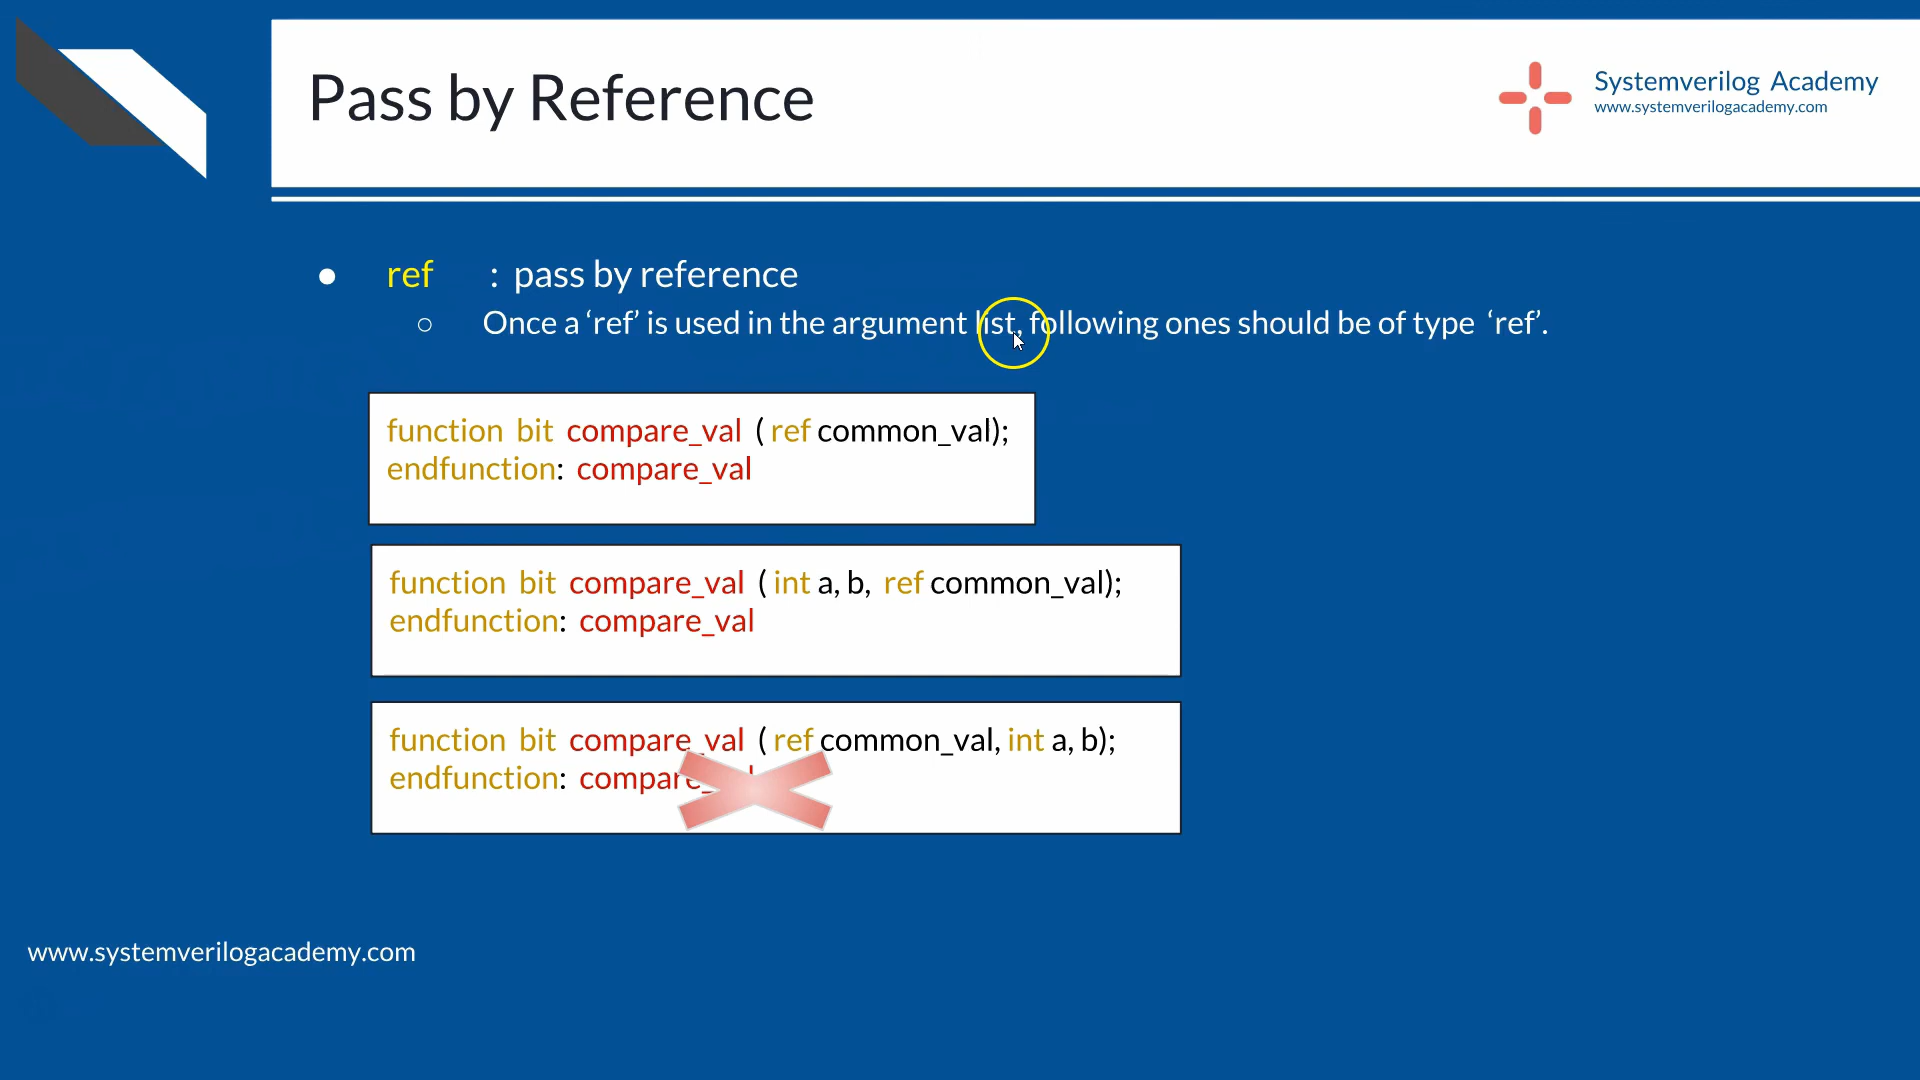 Pass by Reference
Systemverilog Academy
www.systemverilogacademy.com
● ref : pass by reference
○ Once a ‘ref’ is used in the argument list, following ones should be of type ‘ref’.
function bit compare_val ( ref common_val);
endfunction: compare_val
function bit compare_val ( int a, b, ref common_val);
endfunction: compare_val
function bit compare_val ( ref common_val, int a, b);
endfunction:
www.systemverilogacademy.com